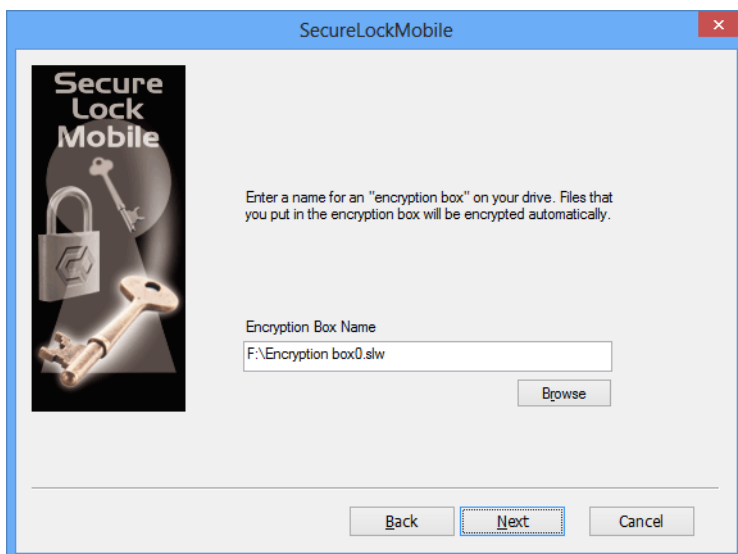 SecureLockMobile
Secure
Lock
Mobile
Enter a name for an "encryption box" on your drive. Files that
you put in the encryption box will be encrypted automatically.
Encryption Box Name
F:\Encryption box0.slw
Browse
Back
Next
Cancel